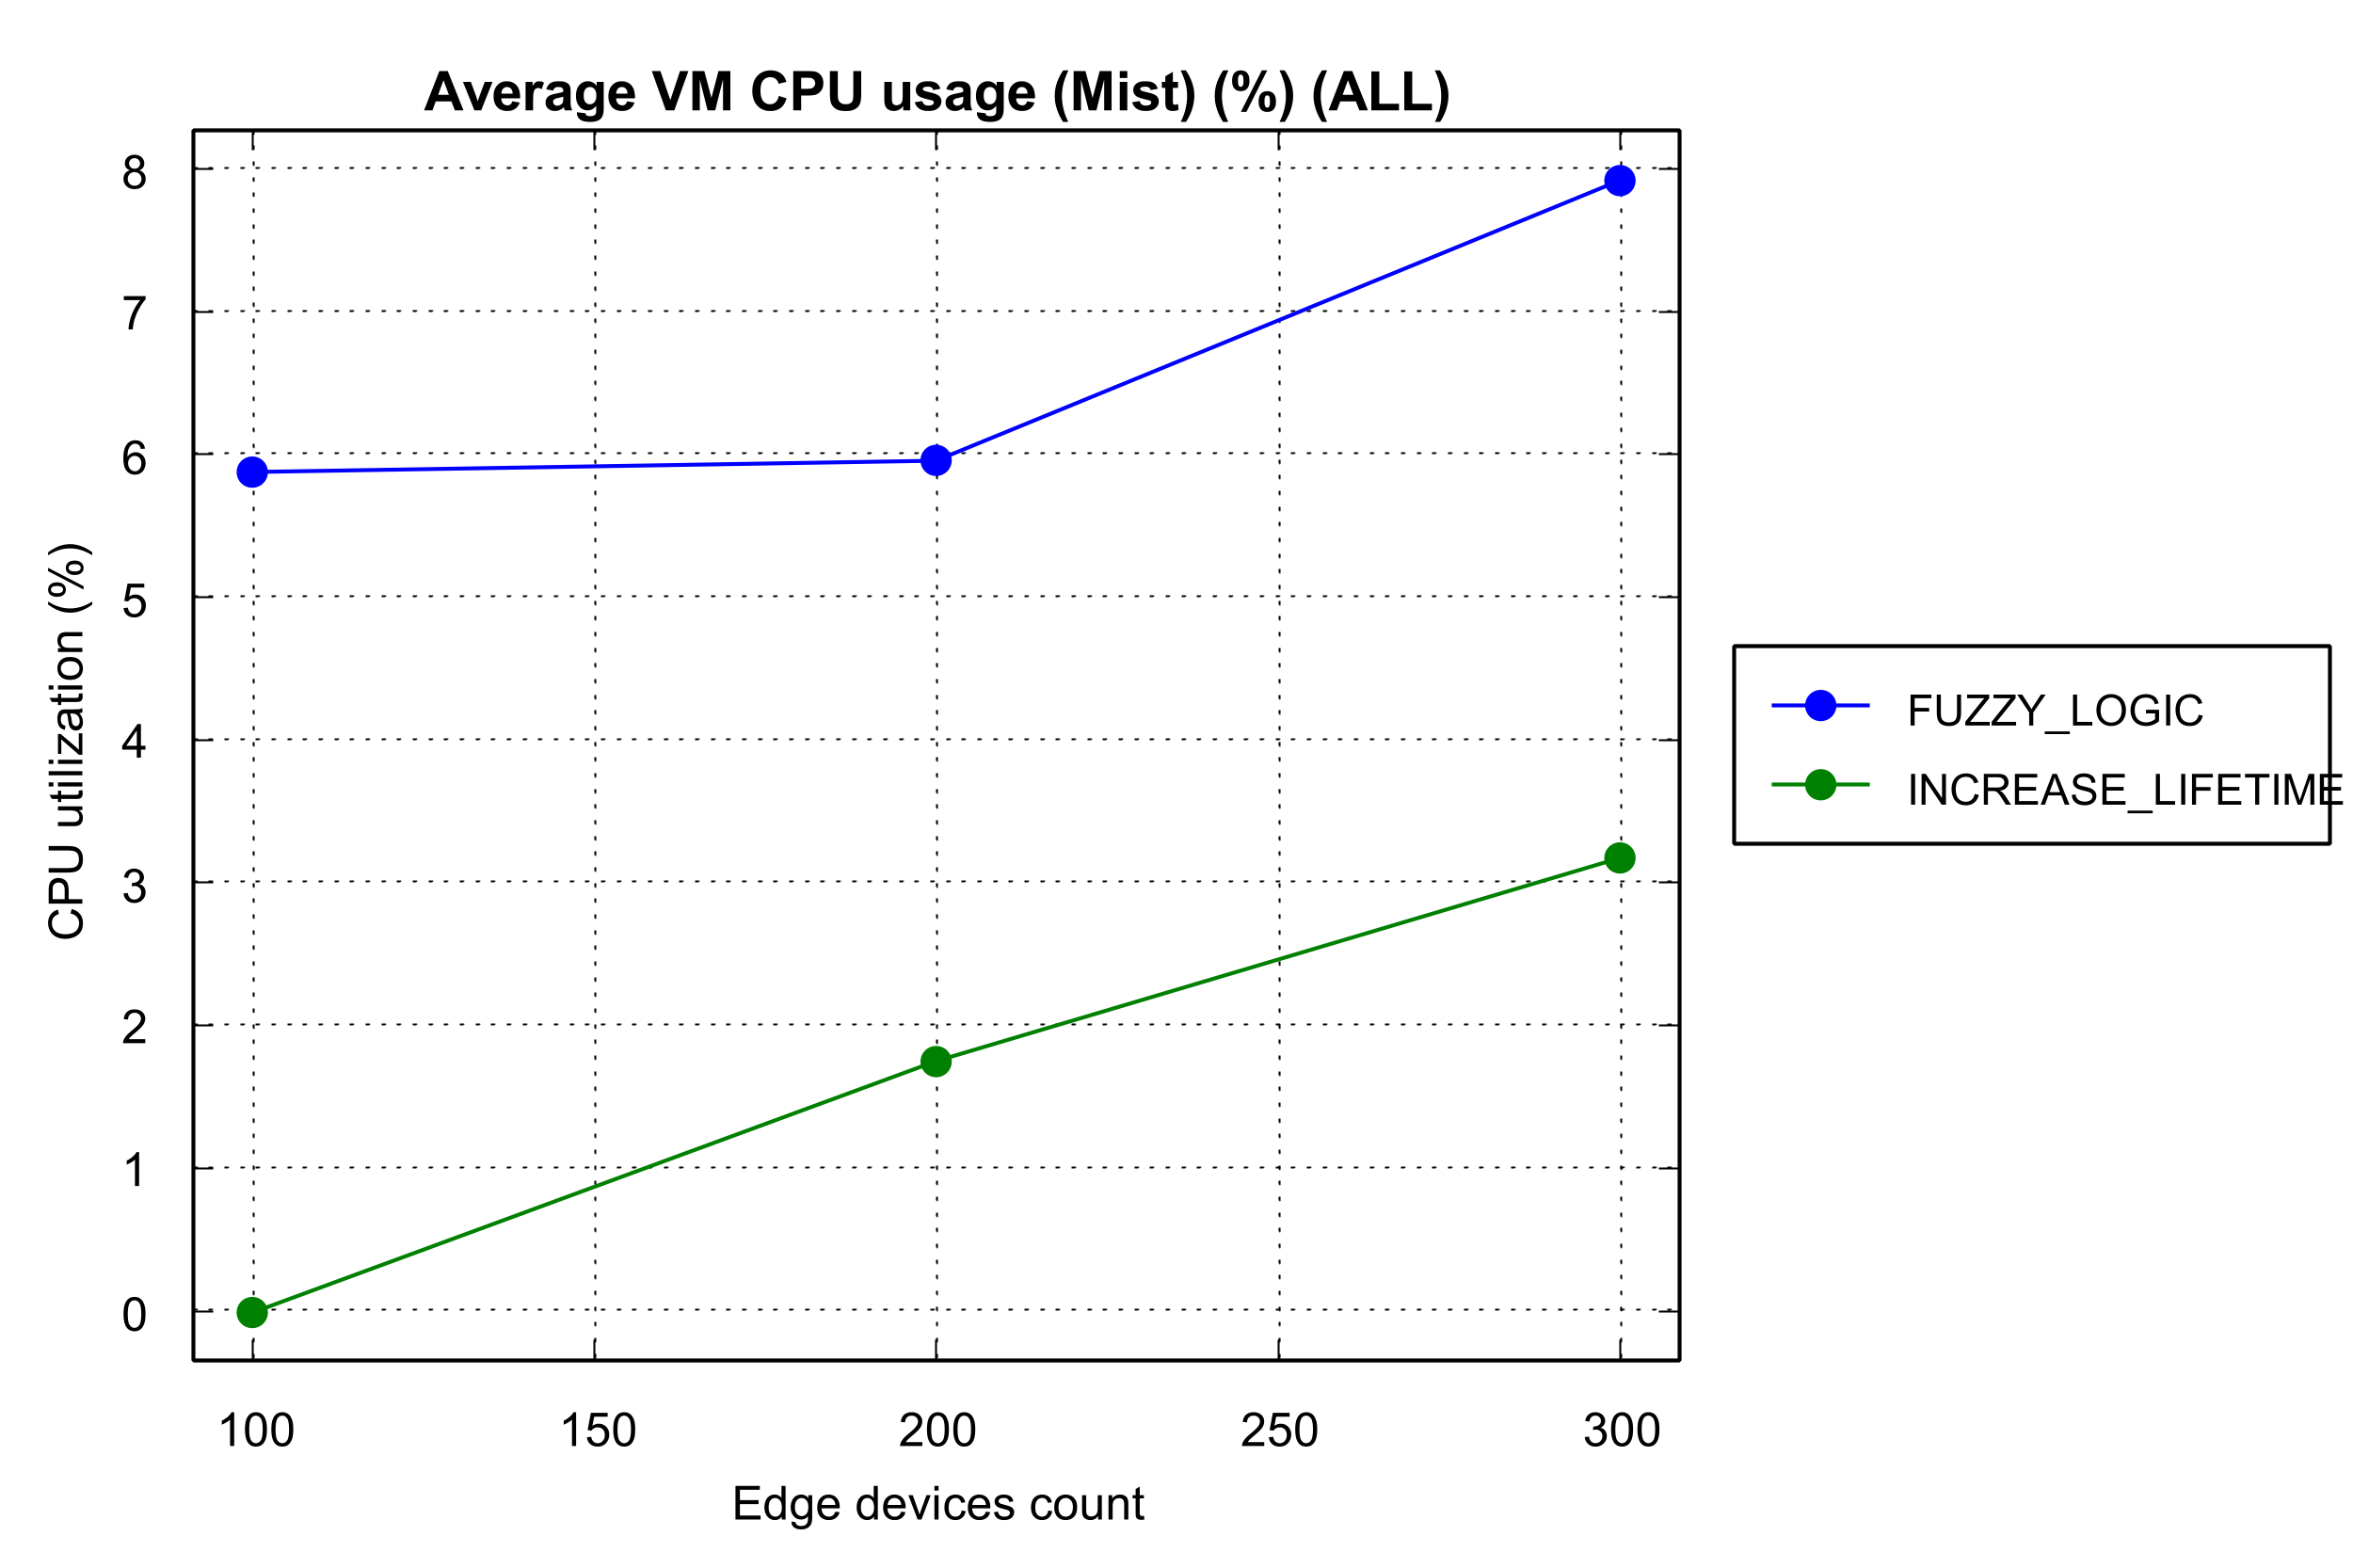 Average VM CPU usage (Mist) (%) (ALL)
8
7
6
5
4
3
2
1
0
CPU utilization (%)
100 150 200 250 300
Edge devices count
FUZZY_LOGIC
INCREASE_LIFETIME